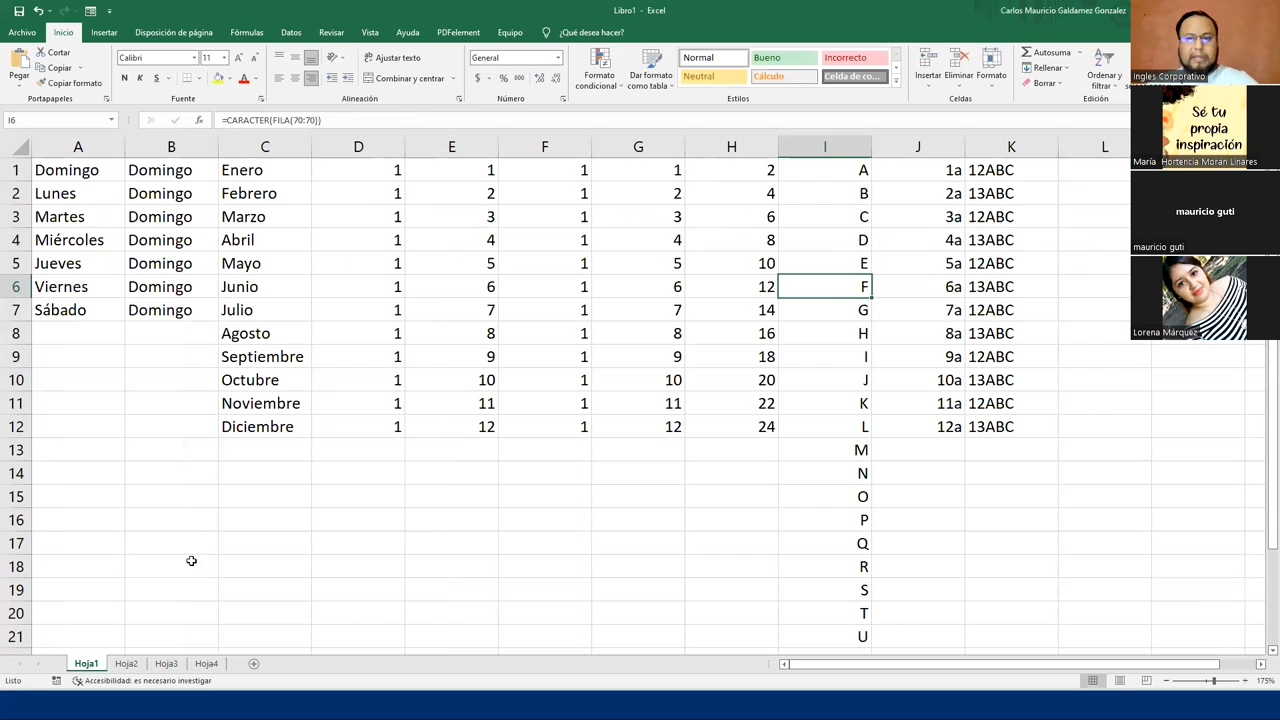 Libro1 - Excel
Carlos Mauricio Galdamez Gonzalez
Archivo Inicio Insertar Disposición de página Fórmulas Datos Revisar Vista Ayuda PDFelement Equipo ¿Qué desea hacer?
Pegar
Cortar
Copiar
Copiar formato
Portapapeles
Calibri 11
N K S
Fuente
Ajustar texto
Combinar y centrar
Alineación
General
$ % 000
Número
Formato condicional
Dar formato como tabla
Normal Bueno Incorrecto
Neutral Cálculo Celda de co...
Estilos
Insertar Eliminar Formato
Celdas
Autosuma
Rellenar
Borrar
Ordenar y filtrar
Edición
I6 fx =CARACTER(FILA(70:70))
A B C D E F G H I J K L
1 Domingo Domingo Enero 1 1 1 1 2 A 1a 12ABC
2 Lunes Domingo Febrero 1 2 1 2 4 B 2a 13ABC
3 Martes Domingo Marzo 1 3 1 3 6 C 3a 12ABC
4 Miércoles Domingo Abril 1 4 1 4 8 D 4a 13ABC
5 Jueves Domingo Mayo 1 5 1 5 10 E 5a 12ABC
6 Viernes Domingo Junio 1 6 1 6 12 F 6a 13ABC
7 Sábado Domingo Julio 1 7 1 7 14 G 7a 12ABC
8 Agosto 1 8 1 8 16 H 8a 13ABC
9 Septiembre 1 9 1 9 18 I 9a 12ABC
10 Octubre 1 10 1 10 20 J 10a 13ABC
11 Noviembre 1 11 1 11 22 K 11a 12ABC
12 Diciembre 1 12 1 12 24 L 12a 13ABC
13 M
14 N
15 O
16 P
17 Q
18 R
19 S
20 T
21 U
Hoja1 Hoja2 Hoja3 Hoja4
Listo Accesibilidad: es necesario investigar 175%
Ingles Corporativo
Sé tu
propia
inspiración
María Hortencia Morán Linares
mauricio guti
mauricio guti
Lorena Márquez